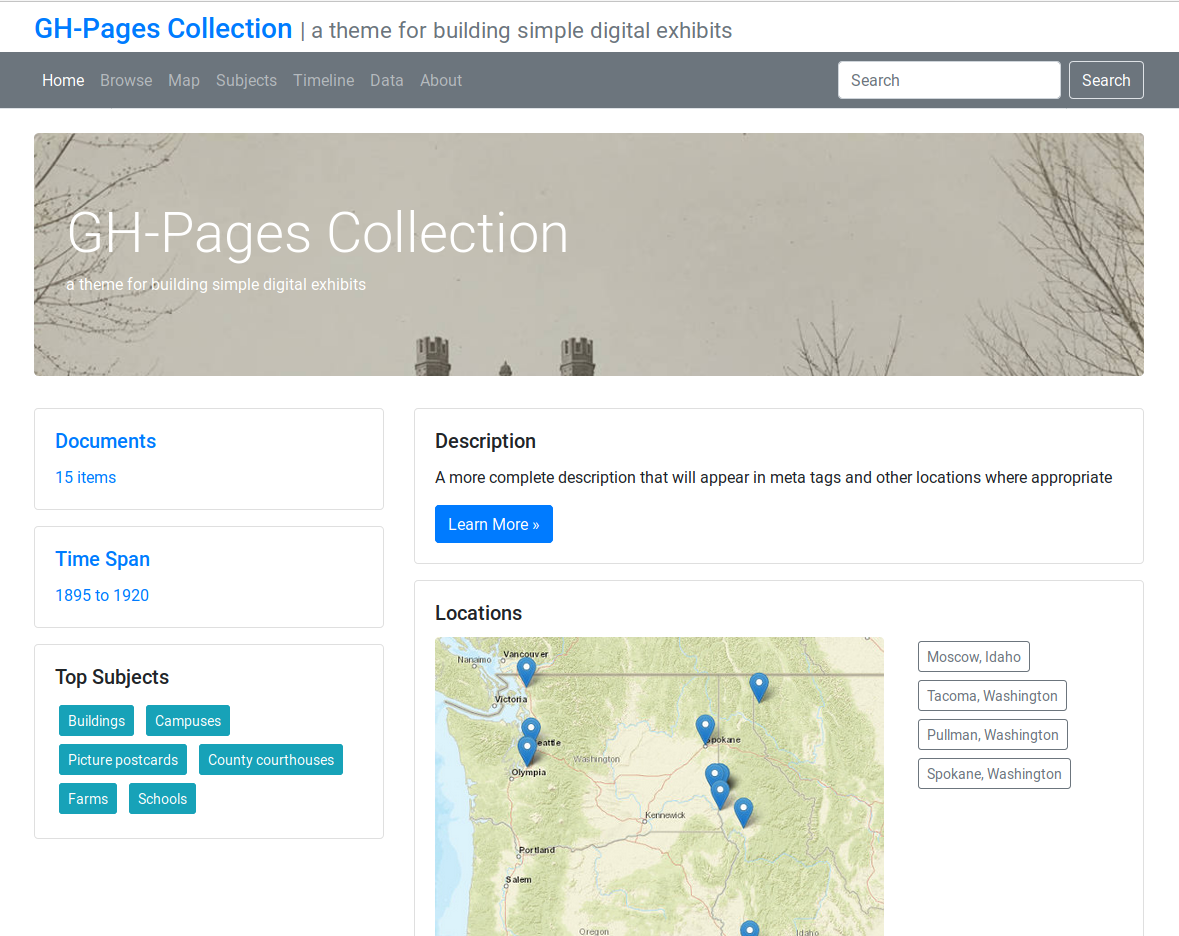 GH-Pages Collection | a theme for building simple digital exhibits
Home Browse Map Subjects Timeline Data About Search Search
GH-Pages Collection
a theme for building simple digital exhibits
Documents
15 items
Time Span
1895 to 1920
Top Subjects
Buildings Campuses
Picture postcards County courthouses
Farms Schools
Description
A more complete description that will appear in meta tags and other locations where appropriate
Learn More »
Locations
Vancouver
Nanaimo
Victoria
eattle
pokane
Washington
Olympia
Kennewick
Portland
Salem
Oregon
Idaho
Moscow, Idaho
Tacoma, Washington
Pullman, Washington
Spokane, Washington